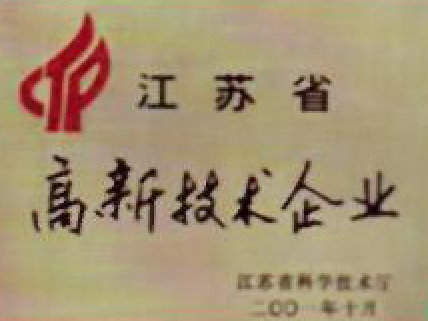 江苏省
高新技术企业
江苏省科学技术厅
二〇〇一年十月